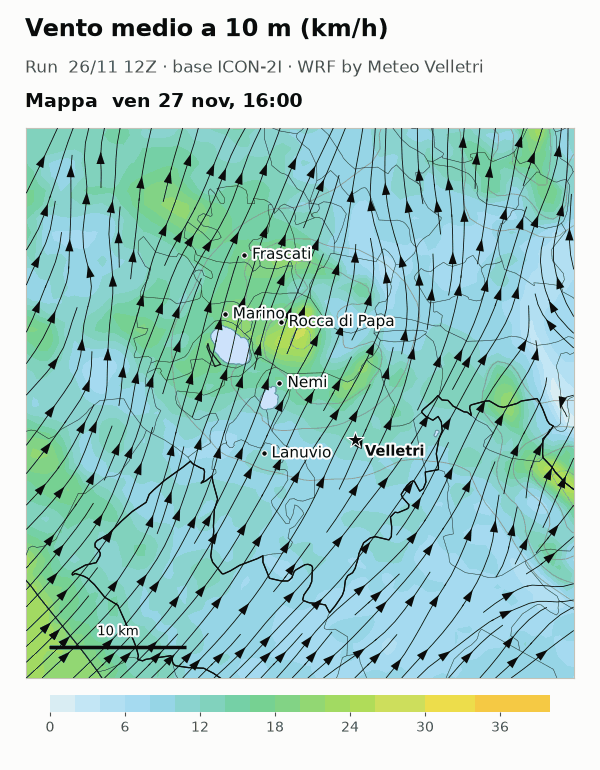 Vento medio a 10 m (km/h)
Run  26/11 12Z · base ICON-2I · WRF by Meteo Velletri
Mappa  ven 27 nov, 16:00
Frascati
Marino
Rocca di Papa
Nemi
Velletri
Lanuvio
10 km
0 6 12 18 24 30 36